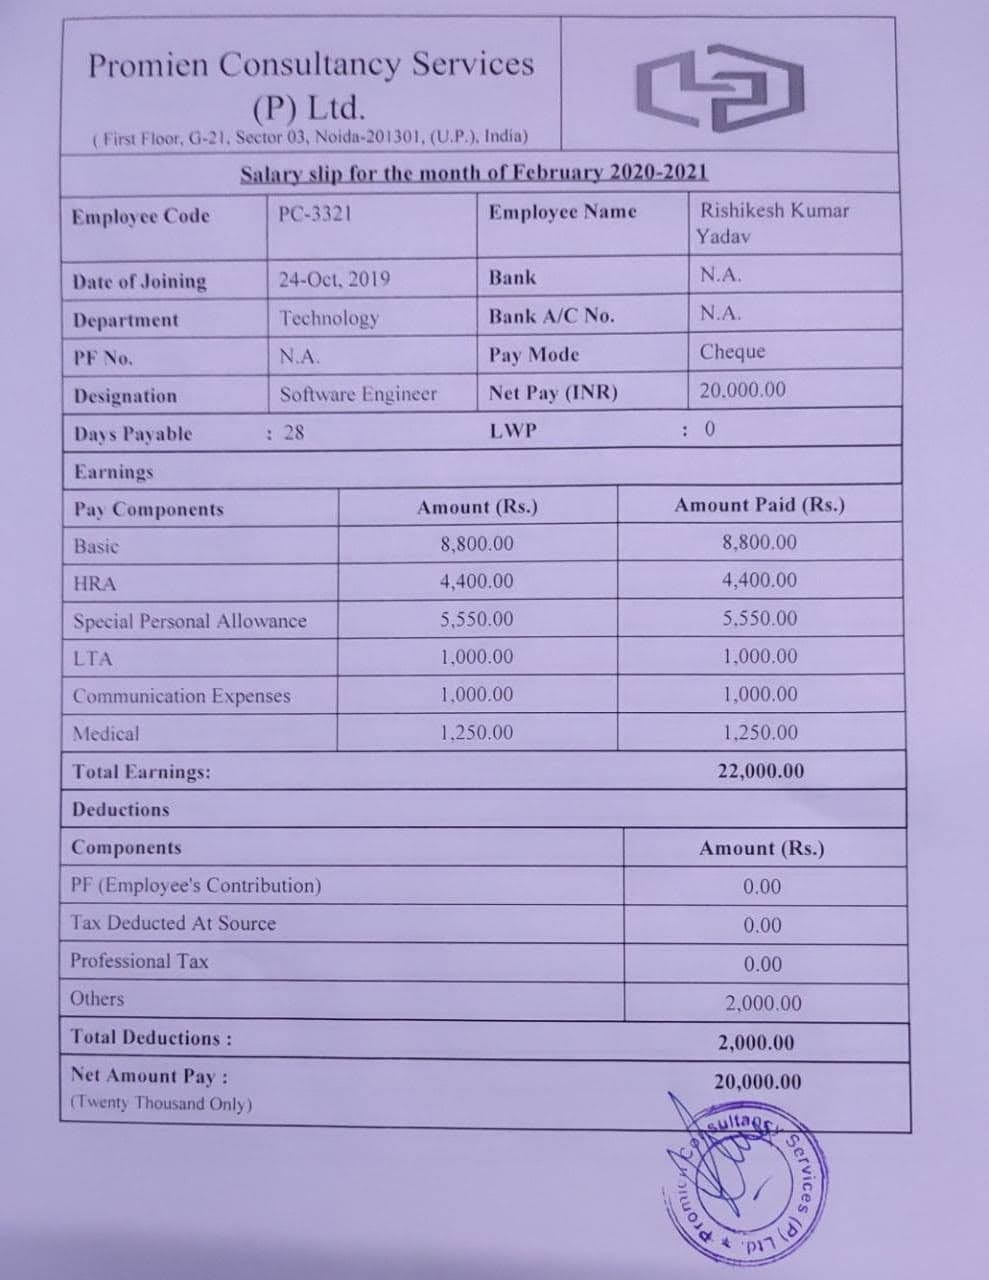 Promien Consultancy Services
(P) Ltd.
( First Floor, G-21, Sector 03, Noida-201301, (U.P.), India)
Salary slip for the month of February 2020-2021
Employee Code PC-3321 Employee Name Rishikesh Kumar
Yadav
Date of Joining 24-Oct, 2019 Bank N.A.
Department Technology Bank A/C No. N.A.
PF No. N.A. Pay Mode Cheque
Designation Software Engineer Net Pay (INR) 20,000.00
Days Payable : 28 LWP : 0
Earnings
Pay Components Amount (Rs.) Amount Paid (Rs.)
Basic 8,800.00 8,800.00
HRA 4,400.00 4,400.00
Special Personal Allowance 5,550.00 5,550.00
LTA 1,000.00 1,000.00
Communication Expenses 1,000.00 1,000.00
Medical 1,250.00 1,250.00
Total Earnings: 22,000.00
Deductions
Components Amount (Rs.)
PF (Employee's Contribution) 0.00
Tax Deducted At Source 0.00
Professional Tax 0.00
Others 2,000.00
Total Deductions : 2,000.00
Net Amount Pay : 20,000.00
(Twenty Thousand Only)
Promien Consultancy Services (P) Ltd.